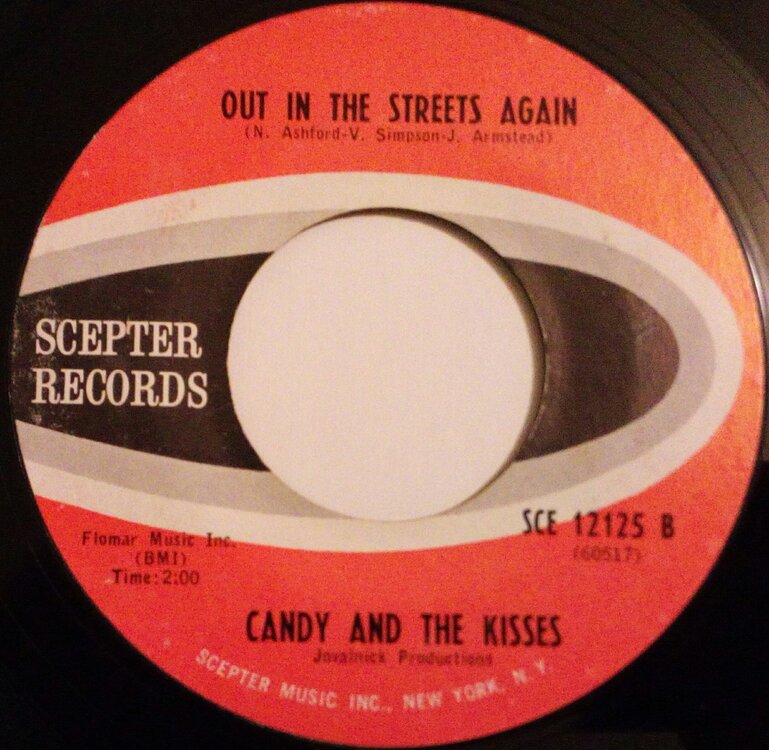 OUT IN THE STREETS AGAIN
(N. Ashford-V. Simpson-J. Armstead)
SCEPTER
RECORDS
SCE 12125 B
(60517)
Flomar Music Inc.
(BMI)
Time: 2:00
CANDY AND THE KISSES
Jovalnick Productions
SCEPTER MUSIC INC., NEW YORK, N. Y.